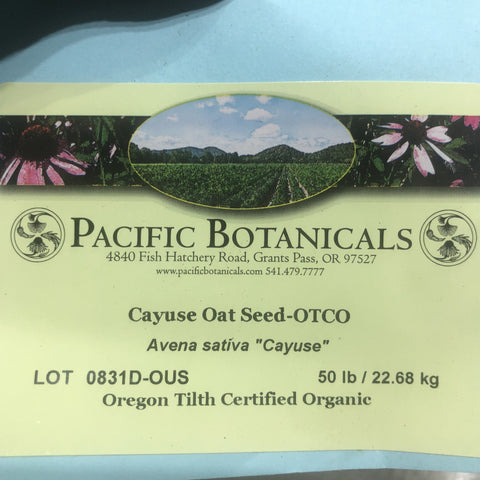 PACIFIC BOTANICALS
4840 Fish Hatchery Road, Grants Pass, OR 97527
www.pacificbotanicals.com 541.479.7777
Cayuse Oat Seed-OTCO
Avena satíva "Cayuse"
LOT 0831D-OUS 50 lb / 22.68 kg
Oregon Tilth Certified Organic